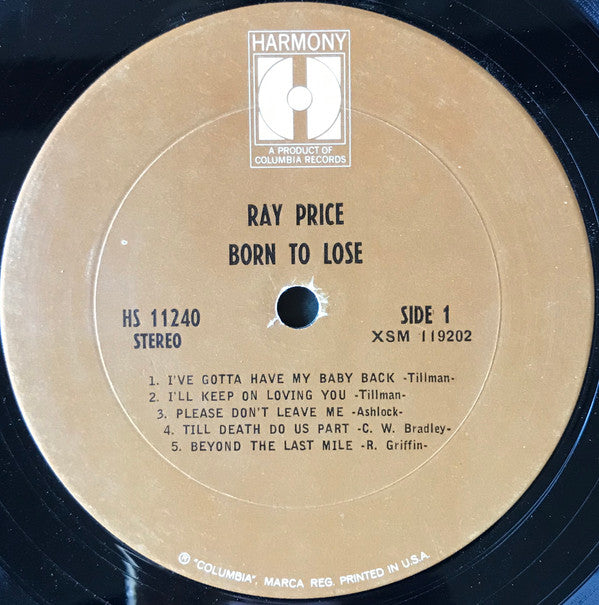 HARMONY
A PRODUCT OF
COLUMBIA RECORDS
RAY PRICE
BORN TO LOSE
HS 11240
STEREO
SIDE 1
XSM 119202
1. I'VE GOTTA HAVE MY BABY BACK -Tillman-
2. I'LL KEEP ON LOVING YOU -Tillman-
3. PLEASE DON'T LEAVE ME -Ashlock-
4. TILL DEATH DO US PART -C. W. Bradley-
5. BEYOND THE LAST MILE -R. Griffin-
® "COLUMBIA", MARCA REG. PRINTED IN U.S.A.